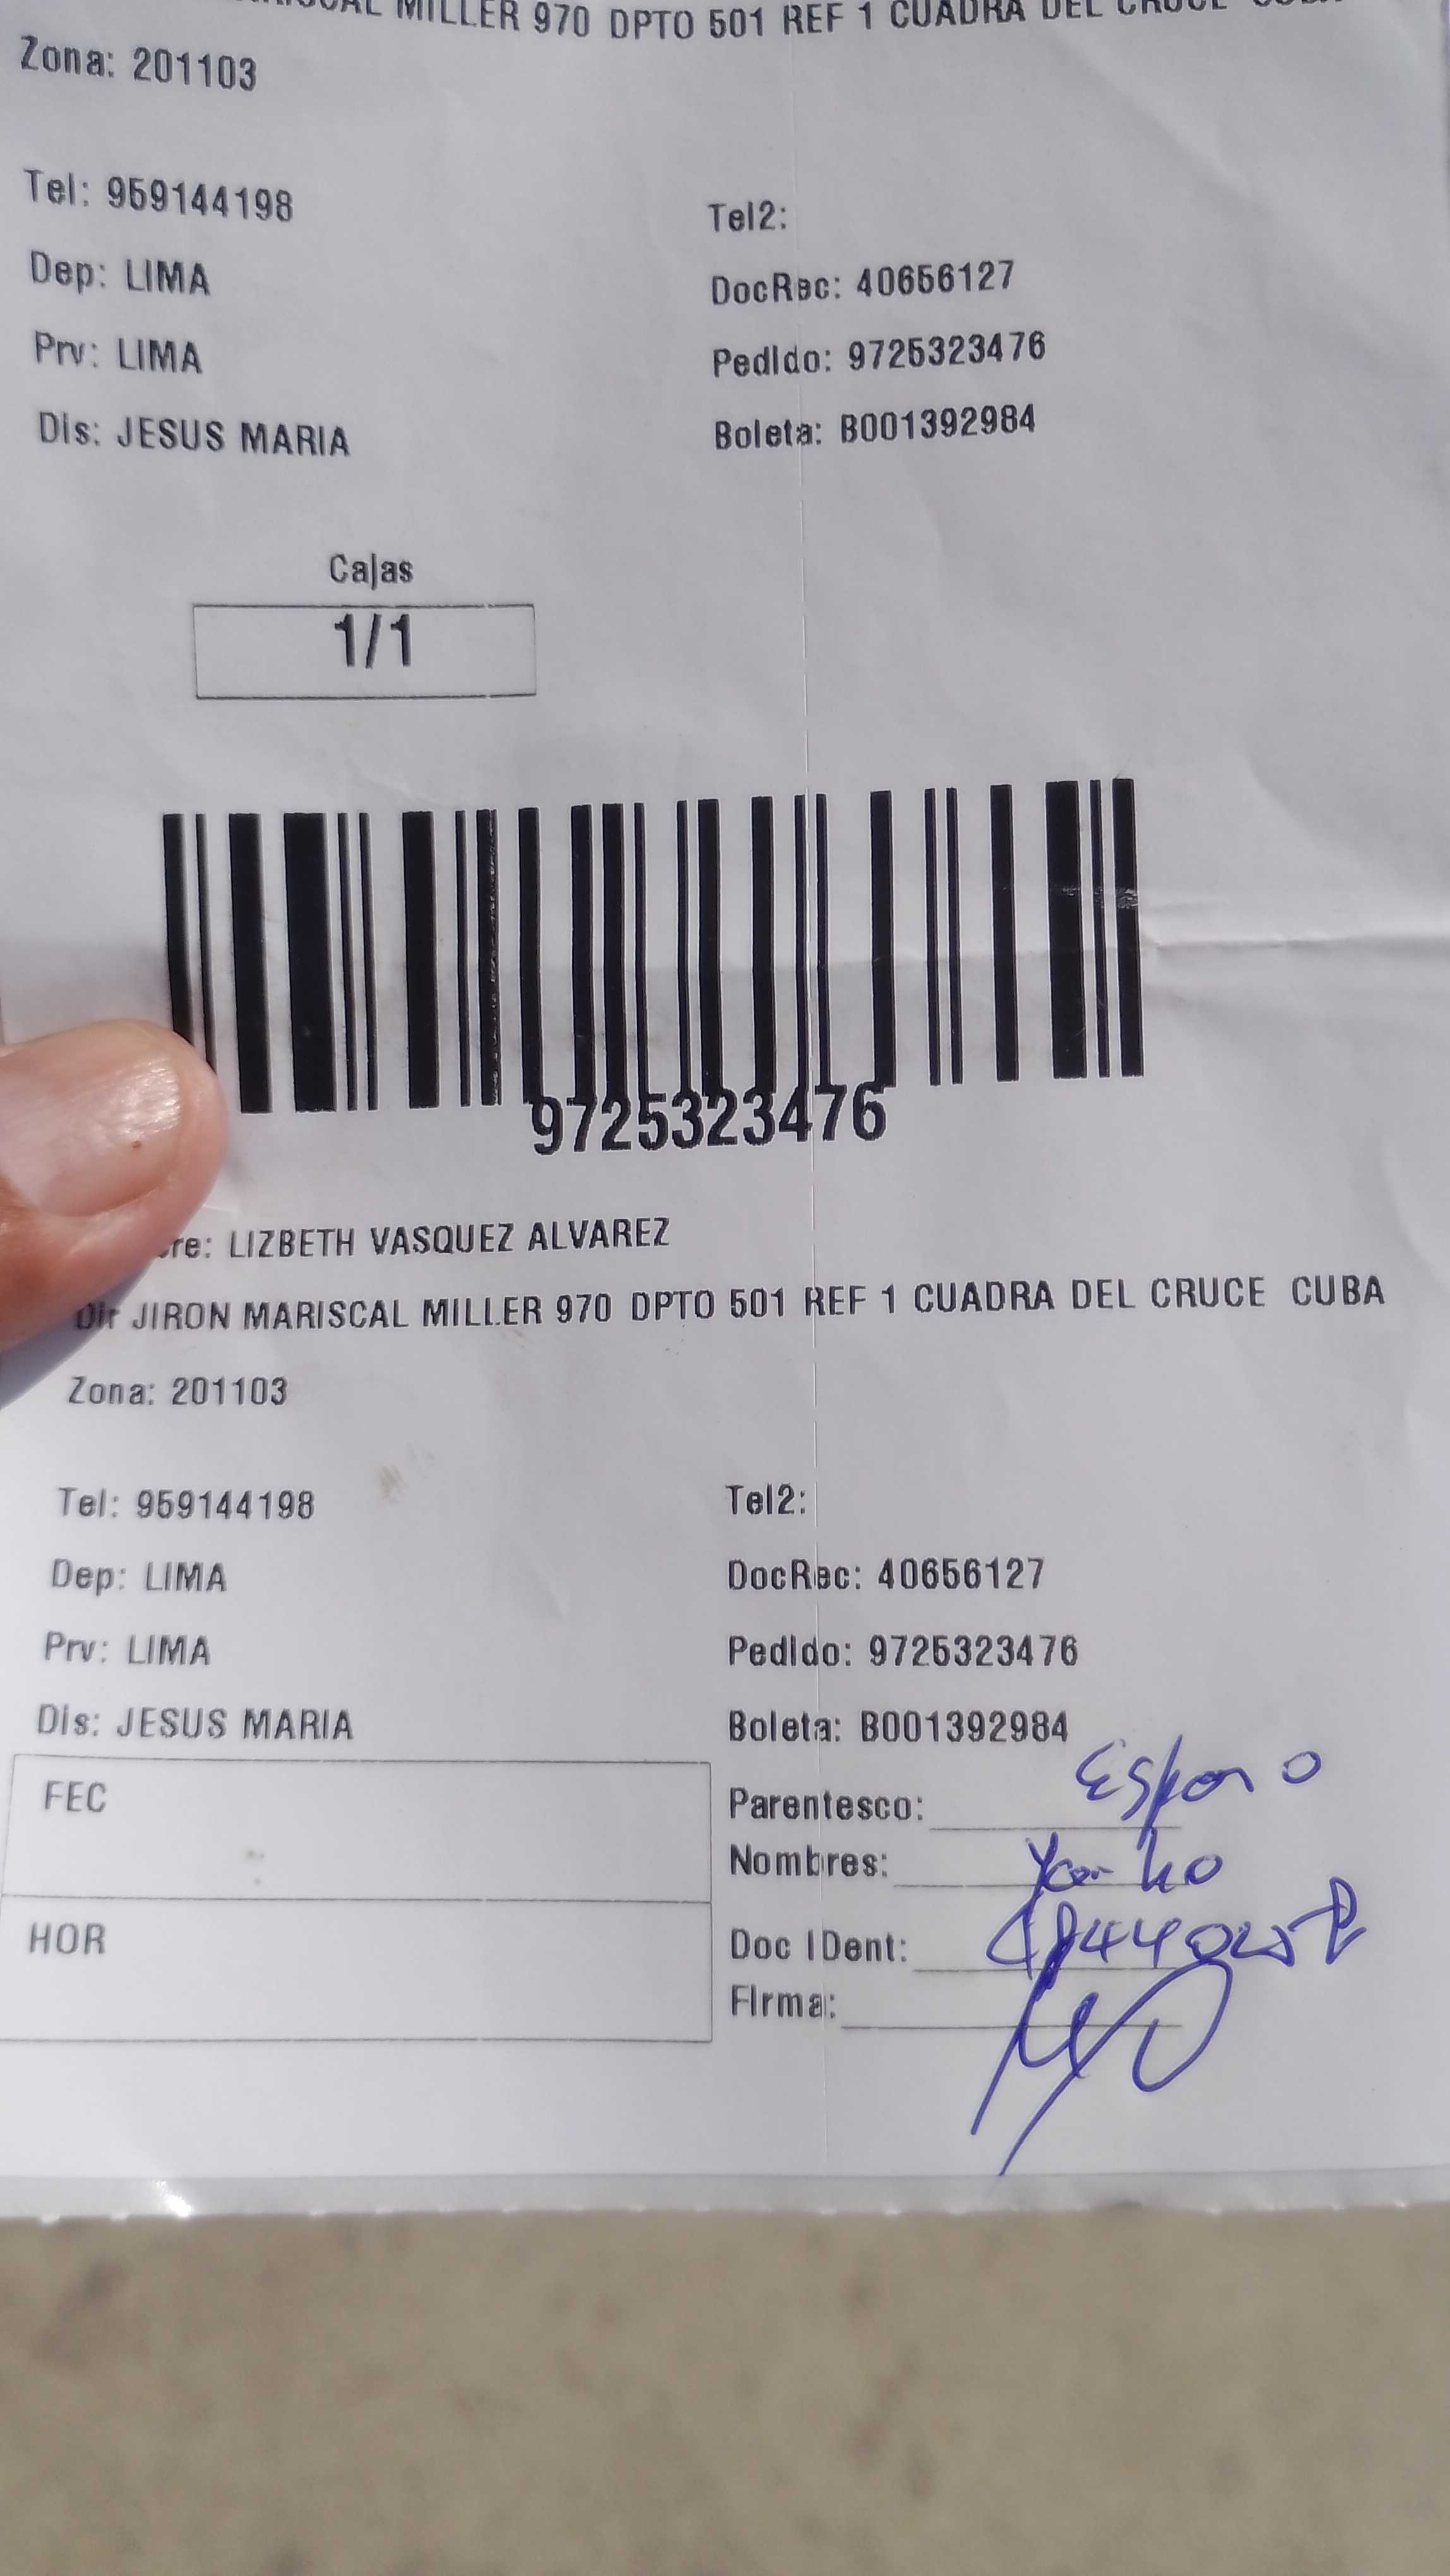 MILLER 970 DPTO 501 REF 1 CUADRA DEL CRUCE CUBA
Zona: 201103
Tel: 959144198
Tel2:
Dep: LIMA
DocRec: 40656127
Prv: LIMA
Pedido: 9725323476
Dis: JESUS MARIA
Boleta: B001392984
Cajas
1/1
9725323476
re: LIZBETH VASQUEZ ALVAREZ
Dir JIRON MARISCAL MILLER 970 DPTO 501 REF 1 CUADRA DEL CRUCE CUBA
Zona: 201103
Tel: 959144198
Tel2:
Dep: LIMA
DocRec: 40656127
Prv: LIMA
Pedido: 9725323476
Dis: JESUS MARIA
Boleta: B001392984
FEC
Parentesco: Esposo
Nombres:
HOR
Doc IDent:
Firma: